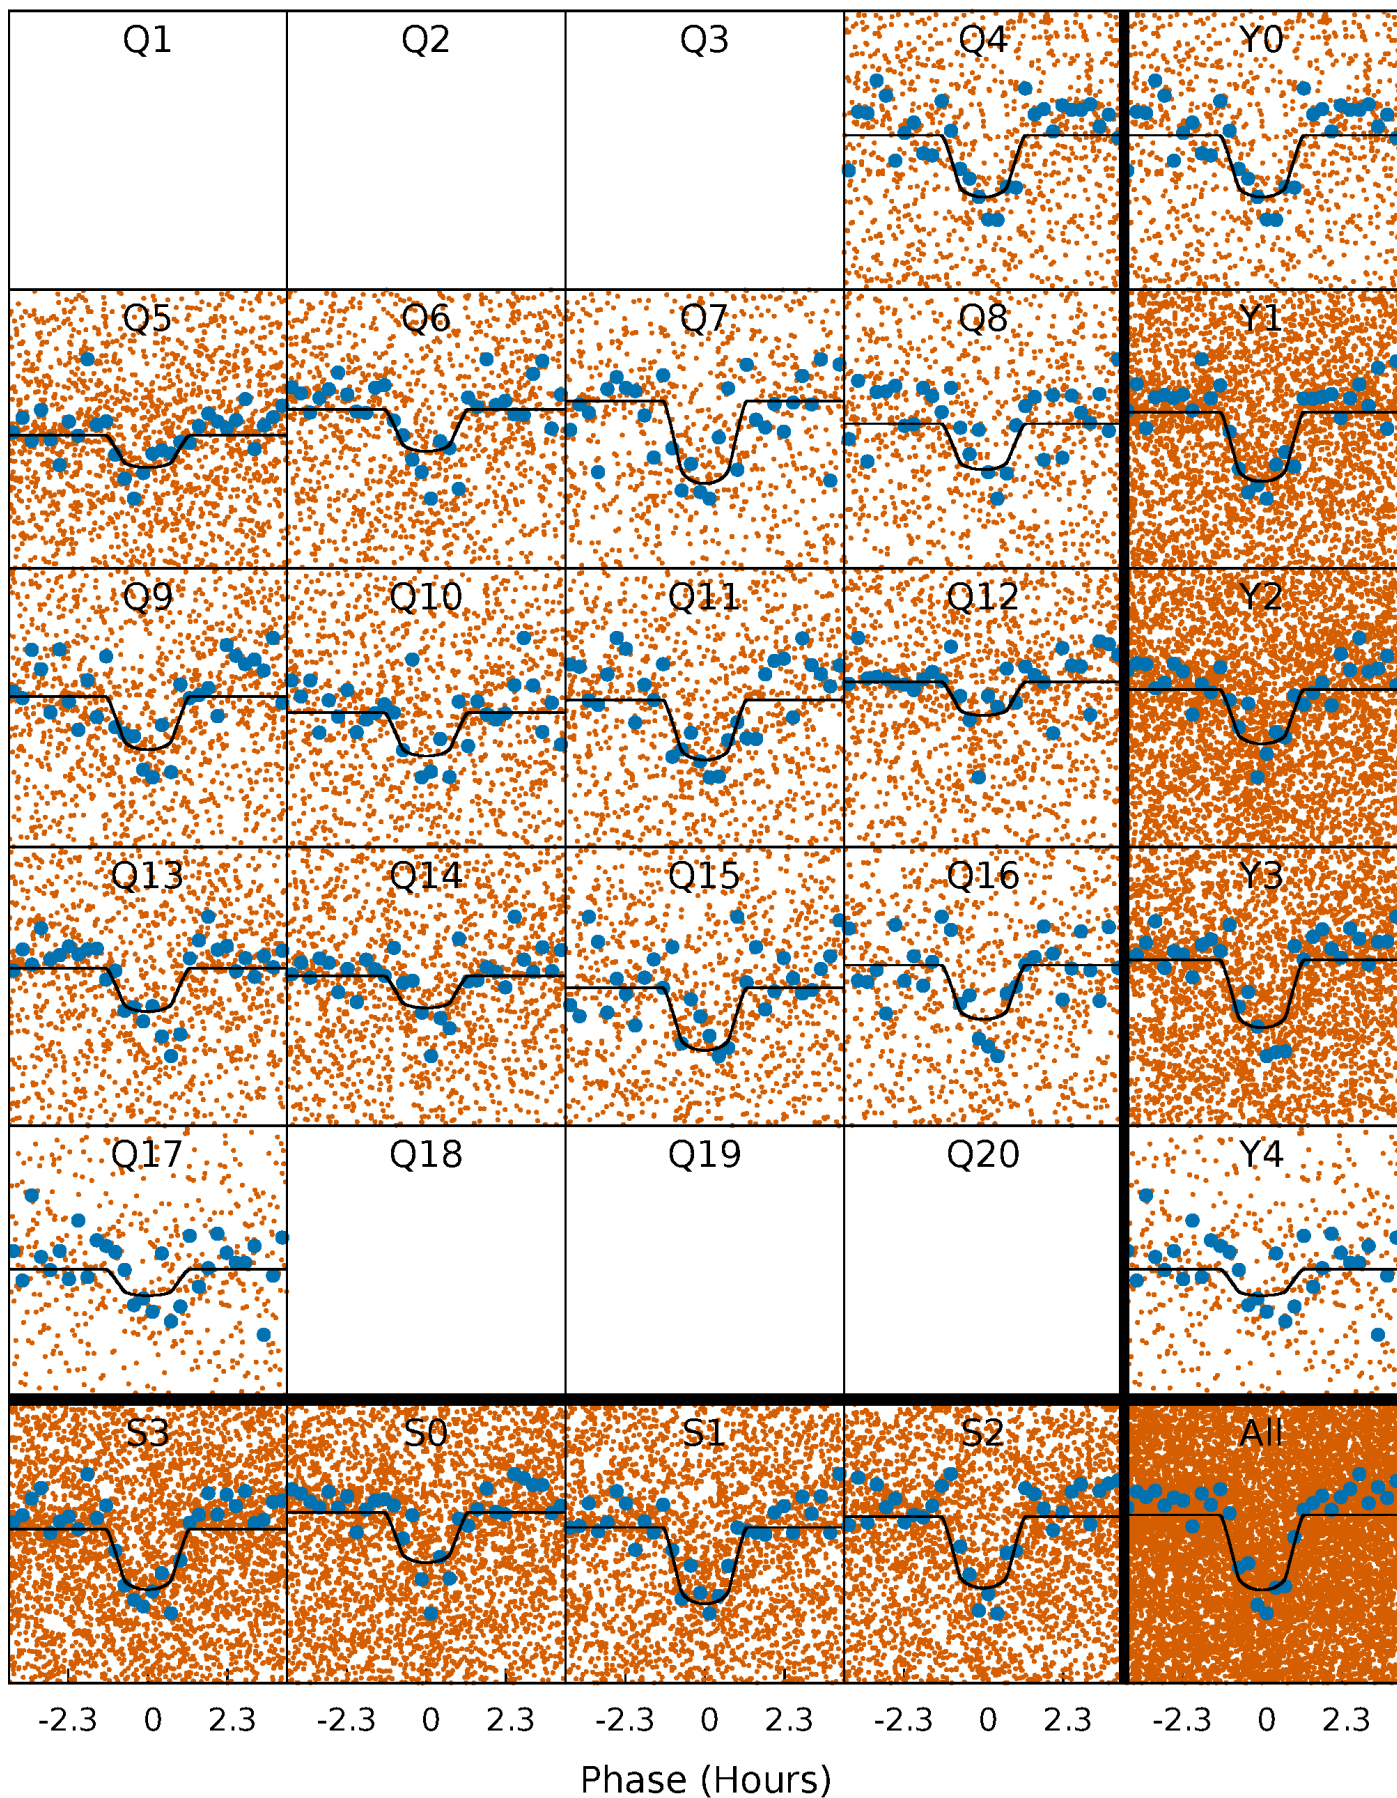 Q1 Q2 Q3 Q4 Y0
Q5 Q6 Q7 Q8 Y1
Q9 Q10 Q11 Q12 Y2
Q13 Q14 Q15 Q16 Y3
Q17 Q18 Q19 Q20 Y4
S3 S0 S1 S2 All
-2.3 0 2.3 -2.3 0 2.3 -2.3 0 2.3 -2.3 0 2.3 -2.3 0 2.3
Phase (Hours)